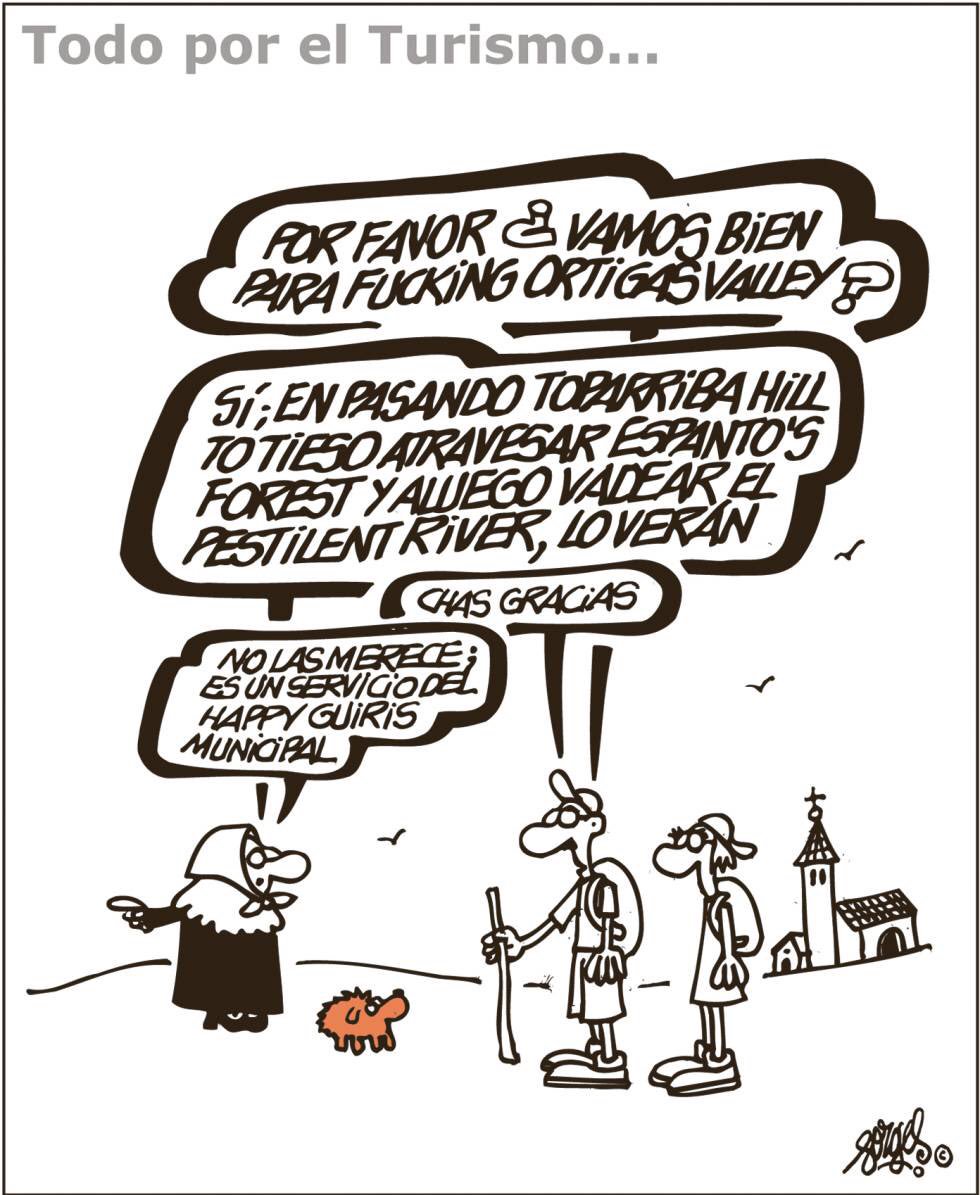 Todo por el Turismo...
POR FAVOR ¿ VAMOS BIEN
PARA FUCKING ORTIGAS VALLEY?
SÍ; EN PASANDO TOPARRIBA HILL
TO TIESO ATRAVESAR ESPANTO'S
FOREST Y ALUEGO VADEAR EL
PESTILENT RIVER, LO VERÁN
CHAS GRACIAS
NO LAS MERECE;
ES UN SERVICIO DEL
HAPPY GUIRIS
MUNICIPAL
Forges ©